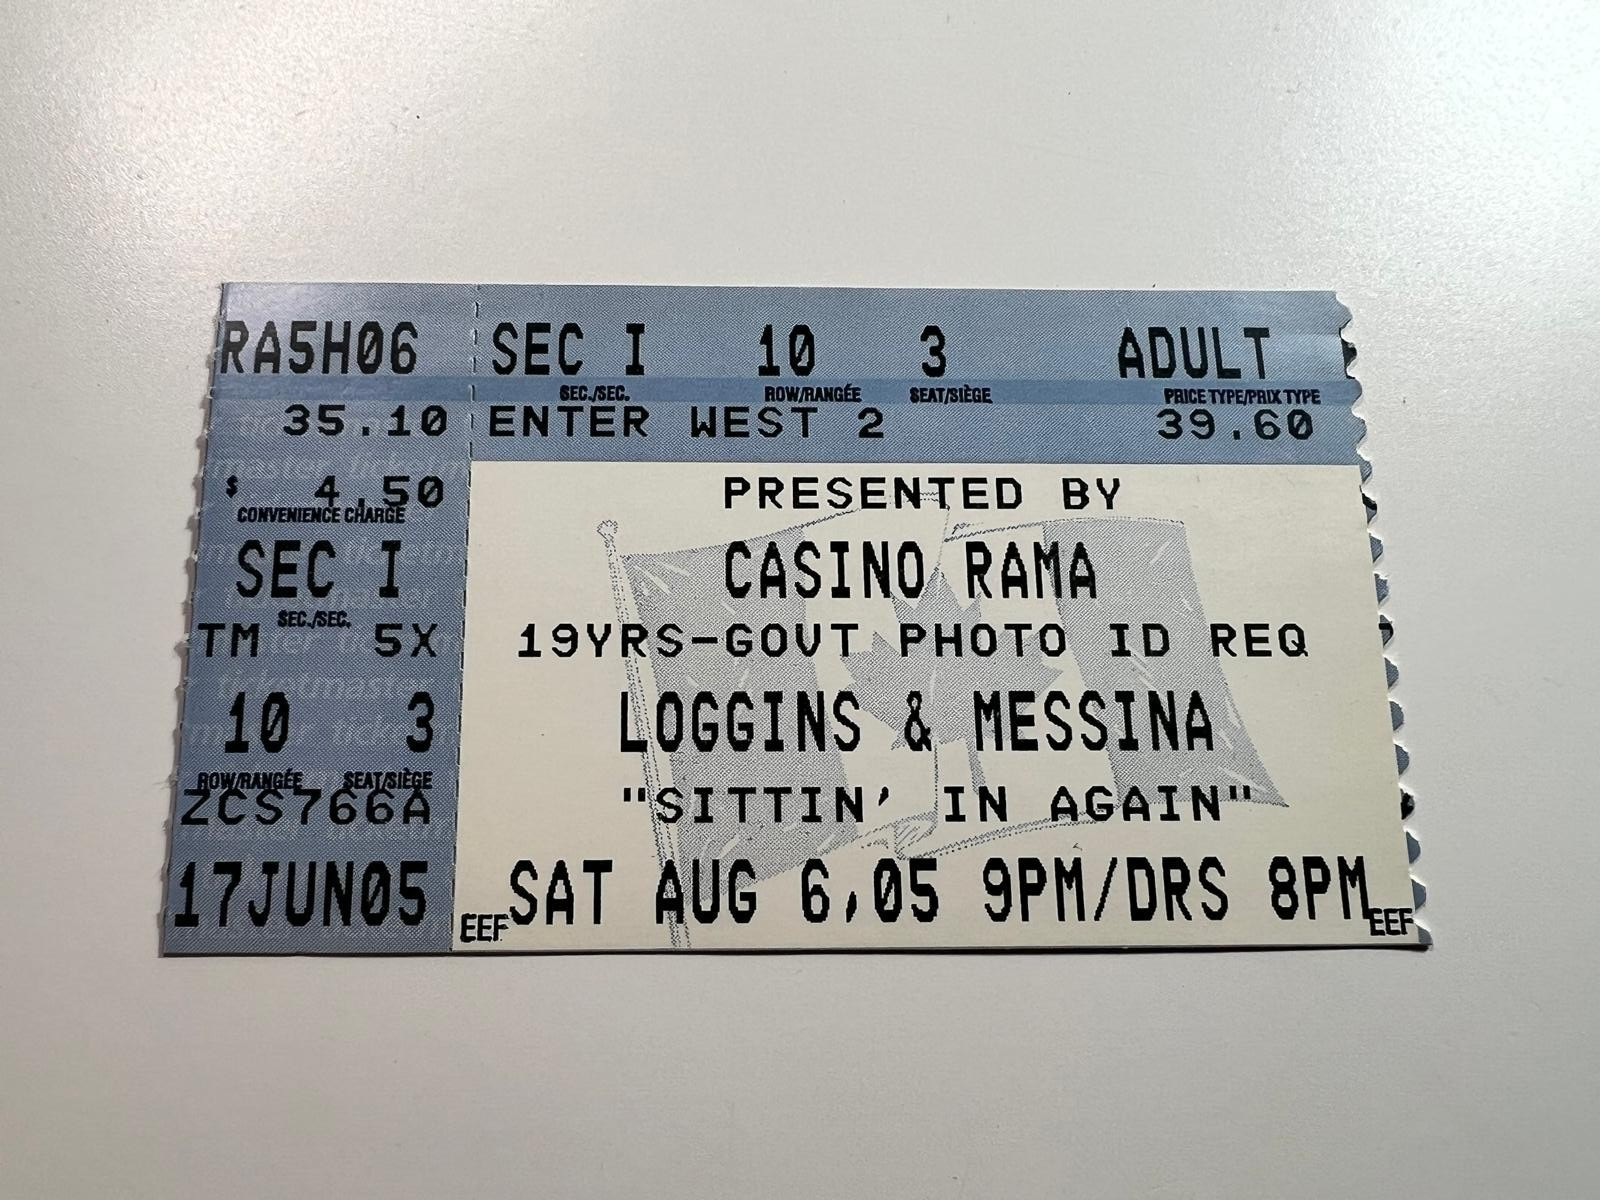 RA5H06
35.10
$ 4.50
CONVENIENCE CHARGE
SEC I
SEC./SEC.
TM 5X
10 3
ROW/RANGÉE SEAT/SIÈGE
ZCS766A
17JUN05
SEC I 10 3 ADULT
SEC./SEC. ROW/RANGÉE SEAT/SIÈGE PRICE TYPE/PRIX TYPE
ENTER WEST 2 39.60
PRESENTED BY
CASINO RAMA
19YRS-GOVT PHOTO ID REQ
LOGGINS & MESSINA
"SITTIN' IN AGAIN"
EEF SAT AUG 6,05 9PM/DRS 8PM EEF